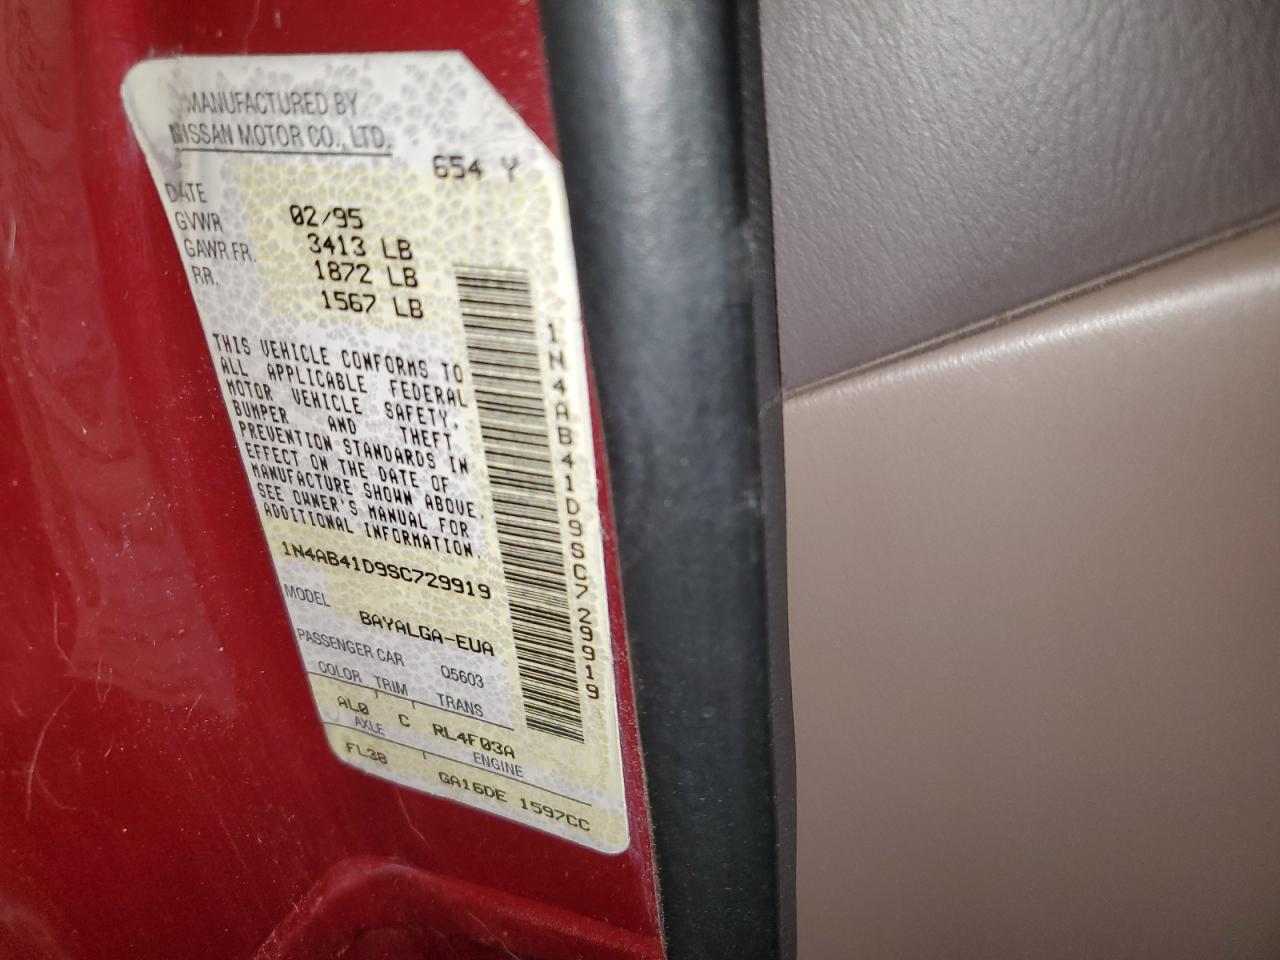 MANUFACTURED BY
NISSAN MOTOR CO., LTD.
654 Y
DATE 02/95
GVWR 3413 LB
GAWR FR. 1872 LB
RR. 1567 LB
THIS VEHICLE CONFORMS TO
ALL APPLICABLE FEDERAL
MOTOR VEHICLE SAFETY,
BUMPER AND THEFT
PREVENTION STANDARDS IN
EFFECT ON THE DATE OF
MANUFACTURE SHOWN ABOVE.
SEE OWNER'S MANUAL FOR
ADDITIONAL INFORMATION.
1N4AB41D9SC729919
MODEL
BAYALGA-EUA
PASSENGER CAR Q5603
COLOR TRIM TRANS
AL0 C RL4F03A
AXLE ENGINE
FL38 GA16DE 1597CC
1N4AB41D9SC729919